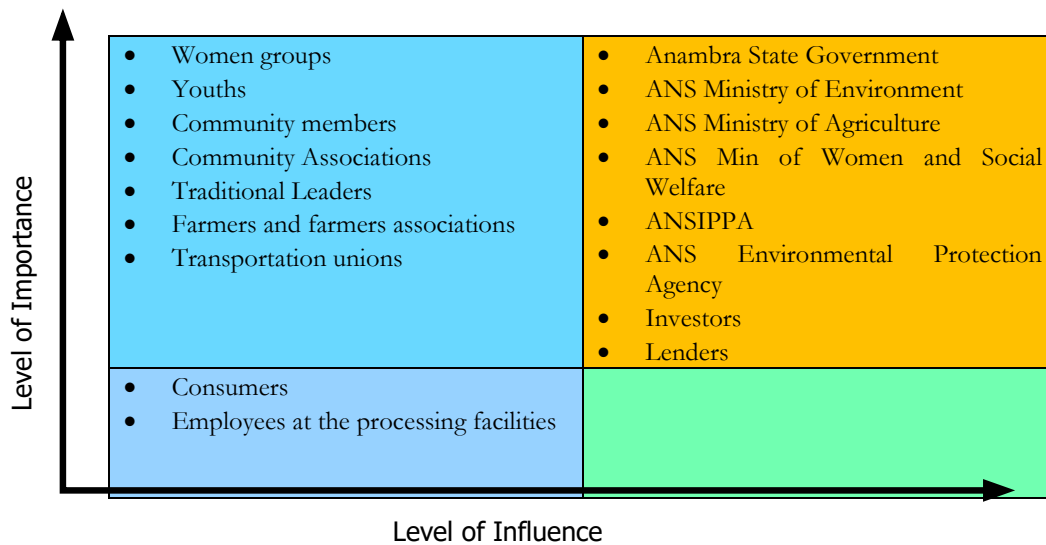 Level of Importance
• Women groups
• Youths
• Community members
• Community Associations
• Traditional Leaders
• Farmers and farmers associations
• Transportation unions
• Anambra State Government
• ANS Ministry of Environment
• ANS Ministry of Agriculture
• ANS Min of Women and Social
Welfare
• ANSIPPA
• ANS Environmental Protection
Agency
• Investors
• Lenders
• Consumers
• Employees at the processing facilities
Level of Influence